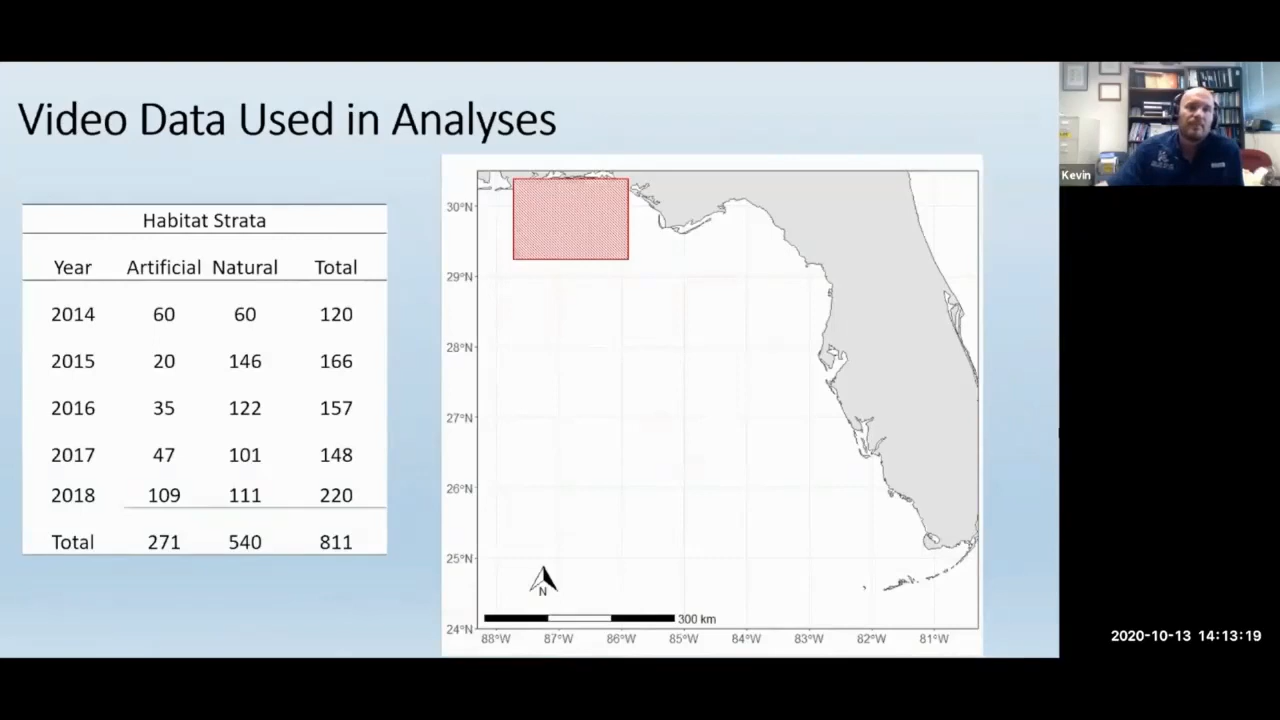 Video Data Used in Analyses
Habitat Strata
Year Artificial Natural Total
2014 60 60 120
2015 20 146 166
2016 35 122 157
2017 47 101 148
2018 109 111 220
Total 271 540 811
30°N
29°N
28°N
27°N
26°N
25°N
24°N
N
300 km
88°W 87°W 86°W 85°W 84°W 83°W 82°W 81°W
Kevin
2020-10-13 14:13:19